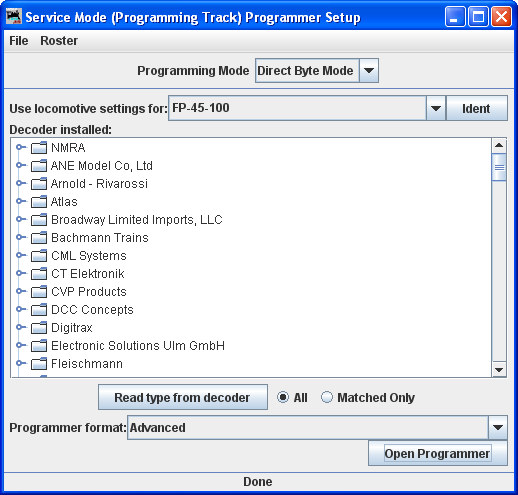 Service Mode (Programming Track) Programmer Setup
File Roster
Programming Mode Direct Byte Mode
Use locomotive settings for: FP-45-100 Ident
Decoder installed:
NMRA
ANE Model Co, Ltd
Arnold - Rivarossi
Atlas
Broadway Limited Imports, LLC
Bachmann Trains
CML Systems
CT Elektronik
CVP Products
DCC Concepts
Digitrax
Electronic Solutions Ulm GmbH
Fleischmann
Read type from decoder All Matched Only
Programmer format: Advanced
Open Programmer
Done